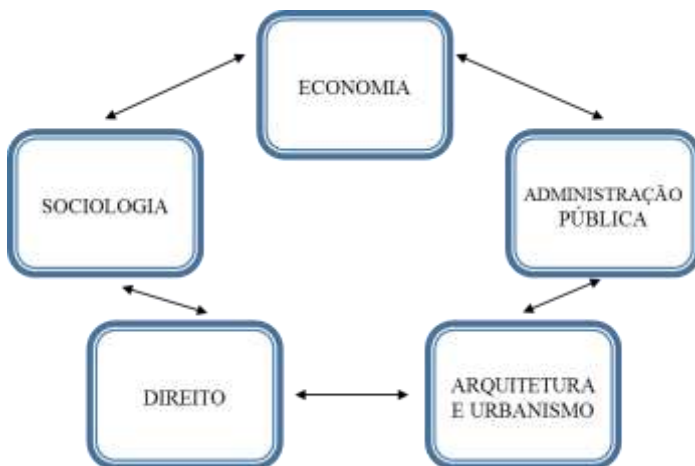 ECONOMIA
SOCIOLOGIA
ADMINISTRAÇÃO
PÚBLICA
DIREITO
ARQUITETURA
E URBANISMO